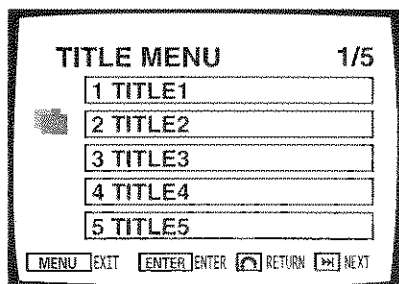 TITLE MENU 1/5
1 TITLE1
2 TITLE2
3 TITLE3
4 TITLE4
5 TITLE5
MENU EXIT ENTER ENTER RETURN NEXT